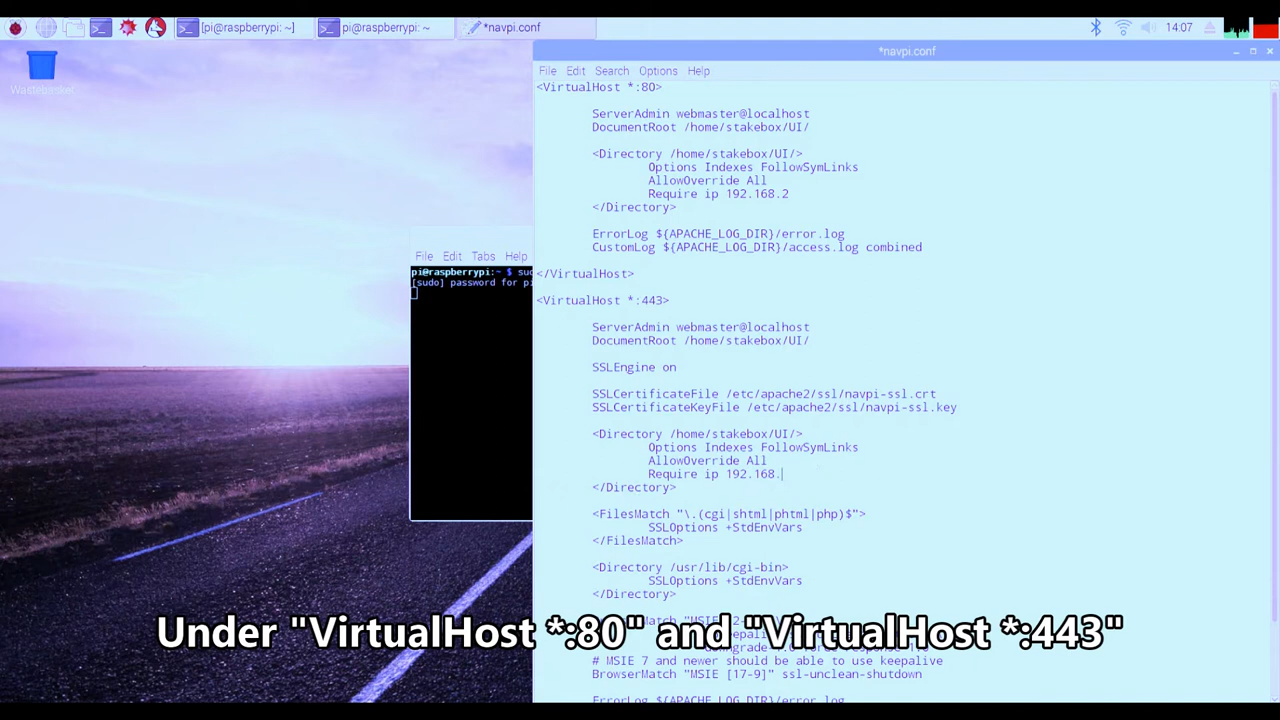 [pi@raspberrypi: ~]
pi@raspberrypi: ~
*navpi.conf
14:07
*navpi.conf
Wastebasket
File Edit Search Options Help
<VirtualHost *:80>
ServerAdmin webmaster@localhost
DocumentRoot /home/stakebox/UI/
<Directory /home/stakebox/UI/>
Options Indexes FollowSymLinks
AllowOverride All
Require ip 192.168.2
</Directory>
ErrorLog ${APACHE_LOG_DIR}/error.log
CustomLog ${APACHE_LOG_DIR}/access.log combined
</VirtualHost>
<VirtualHost *:443>
ServerAdmin webmaster@localhost
DocumentRoot /home/stakebox/UI/
SSLEngine on
SSLCertificateFile /etc/apache2/ssl/navpi-ssl.crt
SSLCertificateKeyFile /etc/apache2/ssl/navpi-ssl.key
<Directory /home/stakebox/UI/>
Options Indexes FollowSymLinks
AllowOverride All
Require ip 192.168.
</Directory>
<FilesMatch "\.(cgi|shtml|phtml|php)$">
SSLOptions +StdEnvVars
</FilesMatch>
<Directory /usr/lib/cgi-bin>
SSLOptions +StdEnvVars
</Directory>
# MSIE 7 and newer should be able to use keepalive
BrowserMatch "MSIE [17-9]" ssl-unclean-shutdown
ErrorLog ${APACHE_LOG_DIR}/error.log
File Edit Tabs Help
pi@raspberrypi:~ $ sud
[sudo] password for pi
Under "VirtualHost *:80" and "VirtualHost *:443"